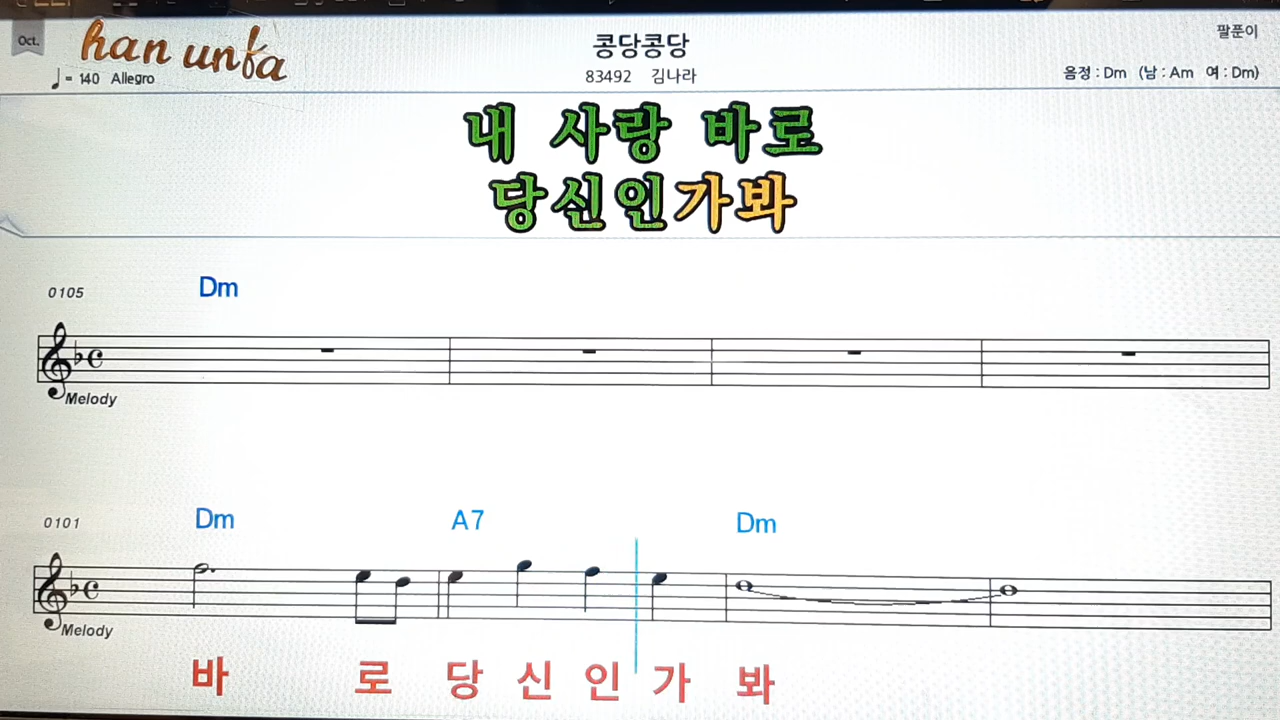 Oct.
han unfa
♩= 140 Allegro
콩당콩당
83492 김나라
팔푼이
음정 : Dm (남 : Am 여 : Dm)
내 사랑 바로
당신인가봐
0105
Dm
Melody
0101
Dm A7 Dm
Melody
바 로 당 신 인 가 봐